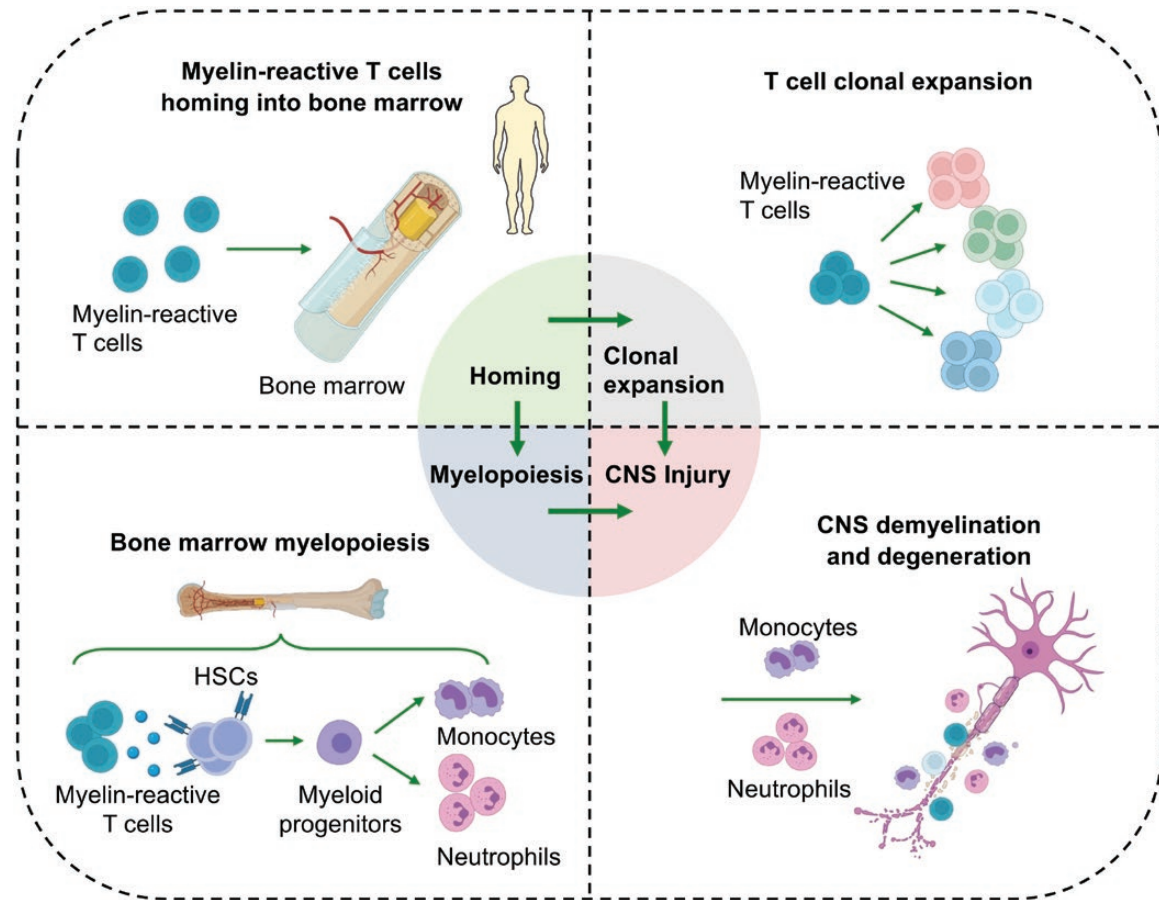 Myelin-reactive T cells
homing into bone marrow
Myelin-reactive
T cells
Bone marrow
T cell clonal expansion
Myelin-reactive
T cells
Homing
Clonal
expansion
Myelopoiesis
CNS Injury
Bone marrow myelopoiesis
HSCs
Myelin-reactive
T cells
Myeloid
progenitors
Monocytes
Neutrophils
CNS demyelination
and degeneration
Monocytes
Neutrophils